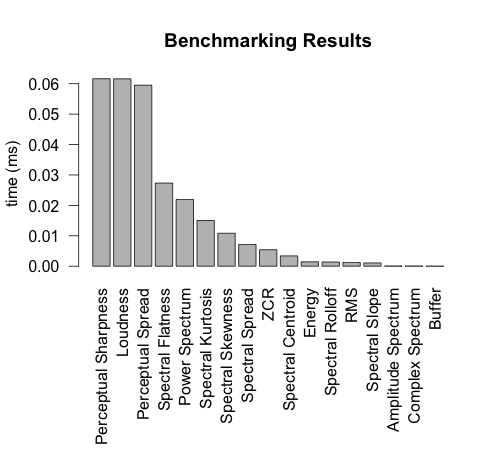 Benchmarking Results
time (ms)
0.06
0.05
0.04
0.03
0.02
0.01
0.00
Perceptual Sharpness
Loudness
Perceptual Spread
Spectral Flatness
Power Spectrum
Spectral Kurtosis
Spectral Skewness
Spectral Spread
ZCR
Spectral Centroid
Energy
Spectral Rolloff
RMS
Spectral Slope
Amplitude Spectrum
Complex Spectrum
Buffer